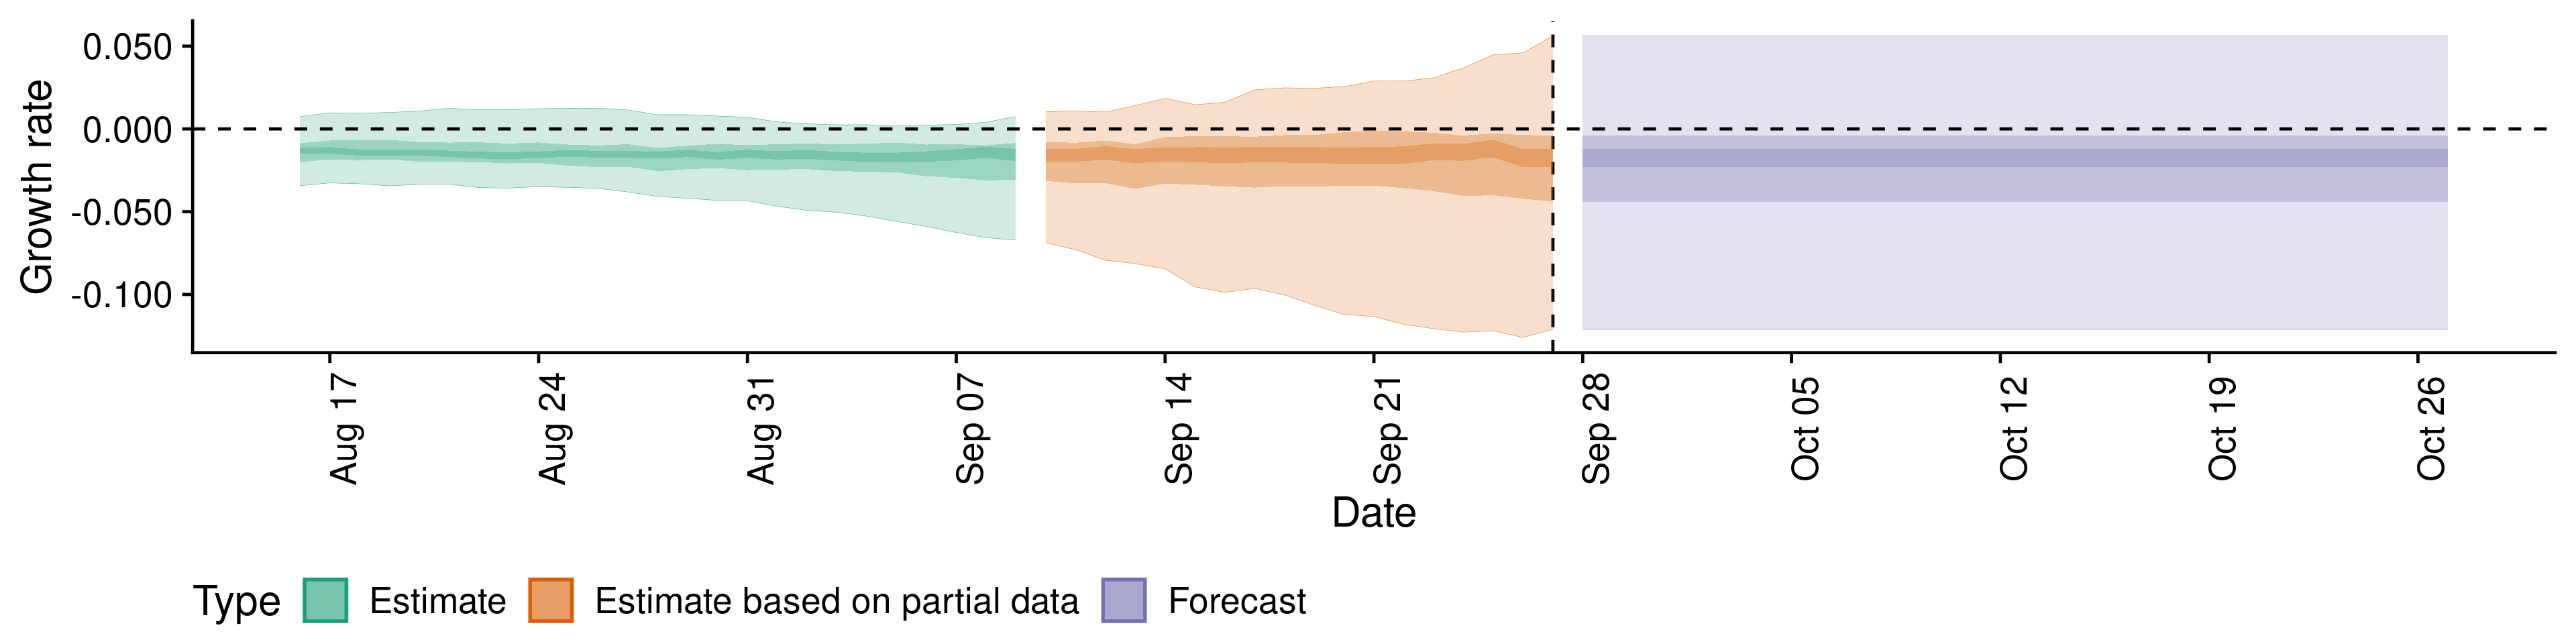 Growth rate
0.050
0.000
-0.050
-0.100
Aug 17
Aug 24
Aug 31
Sep 07
Sep 14
Sep 21
Sep 28
Oct 05
Oct 12
Oct 19
Oct 26
Date
Type Estimate Estimate based on partial data Forecast